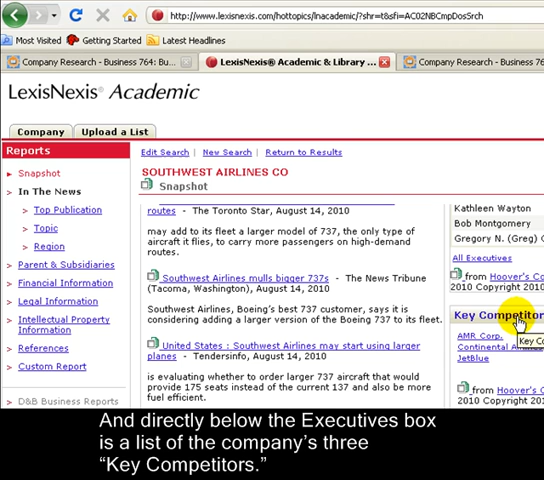 http://www.lexisnexis.com/hottopics/lnacademic/?shr=t&sfi=AC02NBCmpDosSrch
Most Visited Getting Started Latest Headlines
Company Research - Business 764: Bu... LexisNexis® Academic & Library ... Company Research - Business
LexisNexis® Academic
Company Upload a List
Reports
Edit Search | New Search | Return to Results
Snapshot
In The News
Top Publication
Topic
Region
Parent & Subsidiaries
Financial Information
Legal Information
Intellectual Property
Information
References
Custom Report
D&B Business Reports
SOUTHWEST AIRLINES CO
Snapshot
routes - The Toronto Star, August 14, 2010
may add to its fleet a larger model of 737, the only type of
aircraft it flies, to carry more passengers on high-demand
routes.
Southwest Airlines mulls bigger 737s - The News Tribune
(Tacoma, Washington), August 14, 2010
Southwest Airlines, Boeing's best 737 customer, says it is
considering adding a larger version of the Boeing 737 to its fleet.
United States : Southwest Airlines may start using larger
planes - Tendersinfo, August 14, 2010
is evaluating whether to order larger 737 aircraft that would
provide 175 seats instead of the current 137 and also be more
fuel efficient.
Kathleen Wayton
Bob Montgomery
Gregory N. (Greg)
All Executives
from Hoover's Co
2010 Copyright 2010
Key Competitor
AMR Corp.
Continental
JetBlue
Key Co
from Hoover's
2010 Copyright 201
And directly below the Executives box
is a list of the company's three
“Key Competitors.”